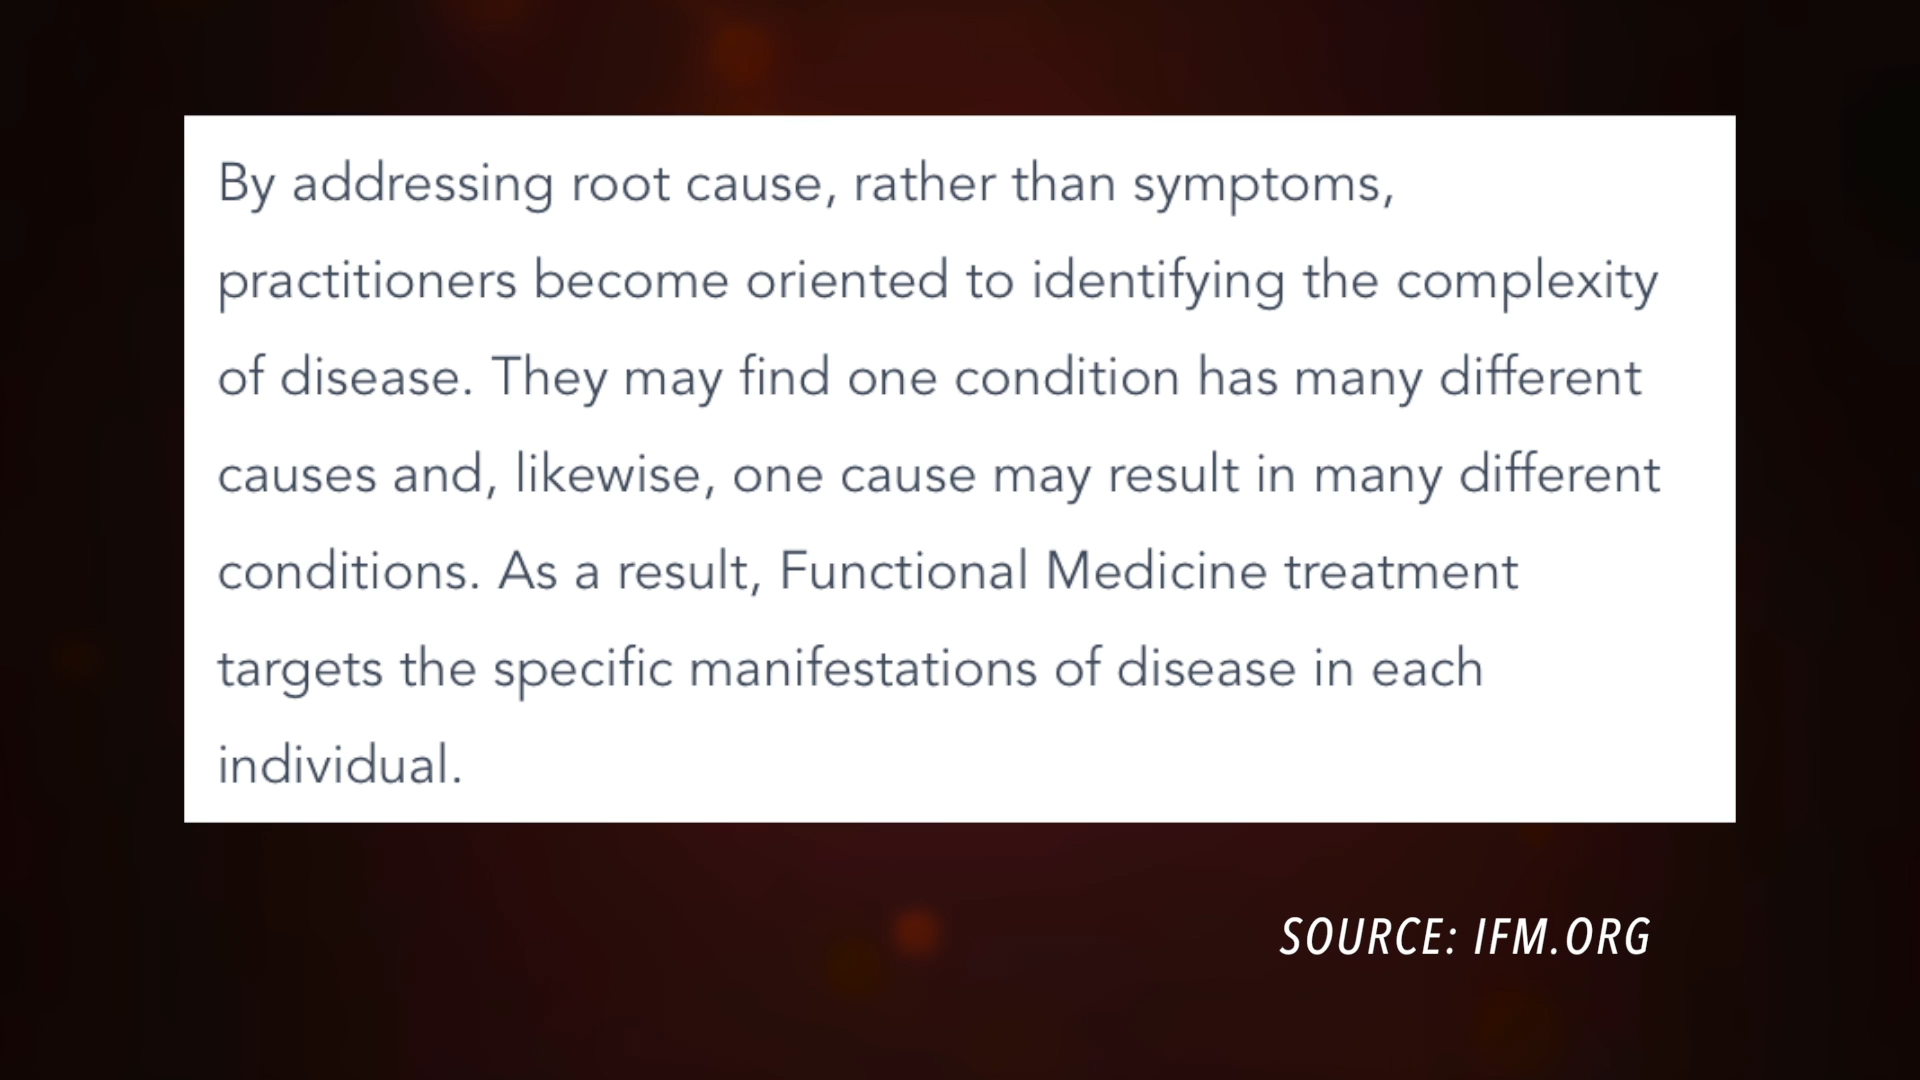 By addressing root cause, rather than symptoms,
practitioners become oriented to identifying the complexity
of disease. They may find one condition has many different
causes and, likewise, one cause may result in many different
conditions. As a result, Functional Medicine treatment
targets the specific manifestations of disease in each
individual.
SOURCE: IFM.ORG